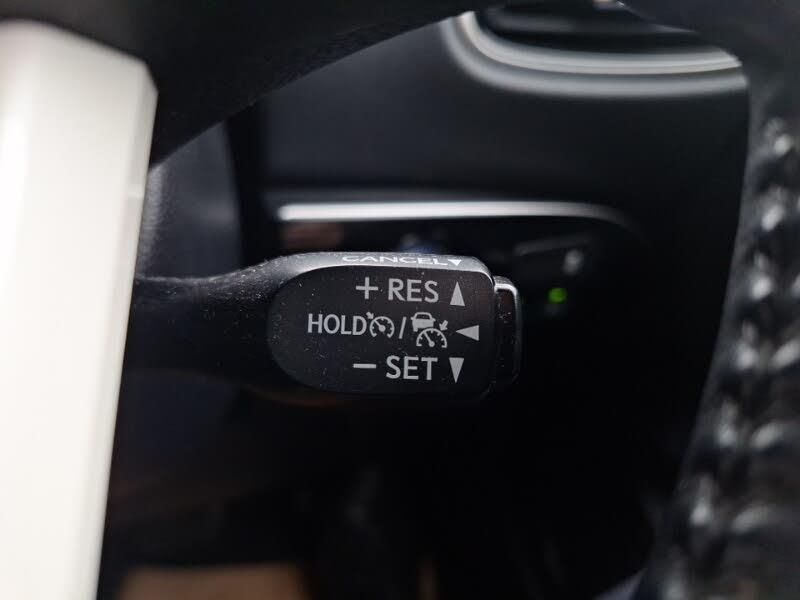 CANCEL
+ RES
HOLD /
− SET